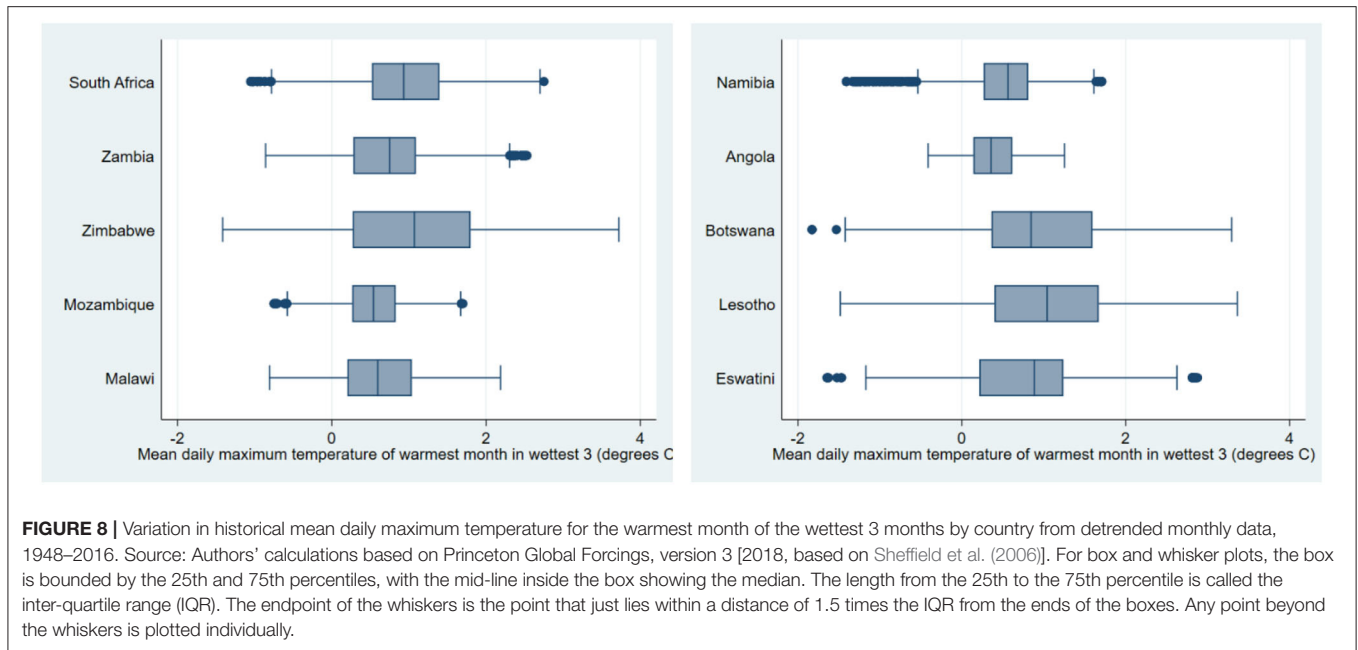 South Africa
Zambia
Zimbabwe
Mozambique
Malawi
-2 0 2 4
Mean daily maximum temperature of warmest month in wettest 3 (degrees C
Namibia
Angola
Botswana
Lesotho
Eswatini
-2 0 2 4
Mean daily maximum temperature of warmest month in wettest 3 (degrees C)
FIGURE 8 | Variation in historical mean daily maximum temperature for the warmest month of the wettest 3 months by country from detrended monthly data,
1948–2016. Source: Authors' calculations based on Princeton Global Forcings, version 3 [2018, based on Sheffield et al. (2006)]. For box and whisker plots, the box
is bounded by the 25th and 75th percentiles, with the mid-line inside the box showing the median. The length from the 25th to the 75th percentile is called the
inter-quartile range (IQR). The endpoint of the whiskers is the point that just lies within a distance of 1.5 times the IQR from the ends of the boxes. Any point beyond
the whiskers is plotted individually.